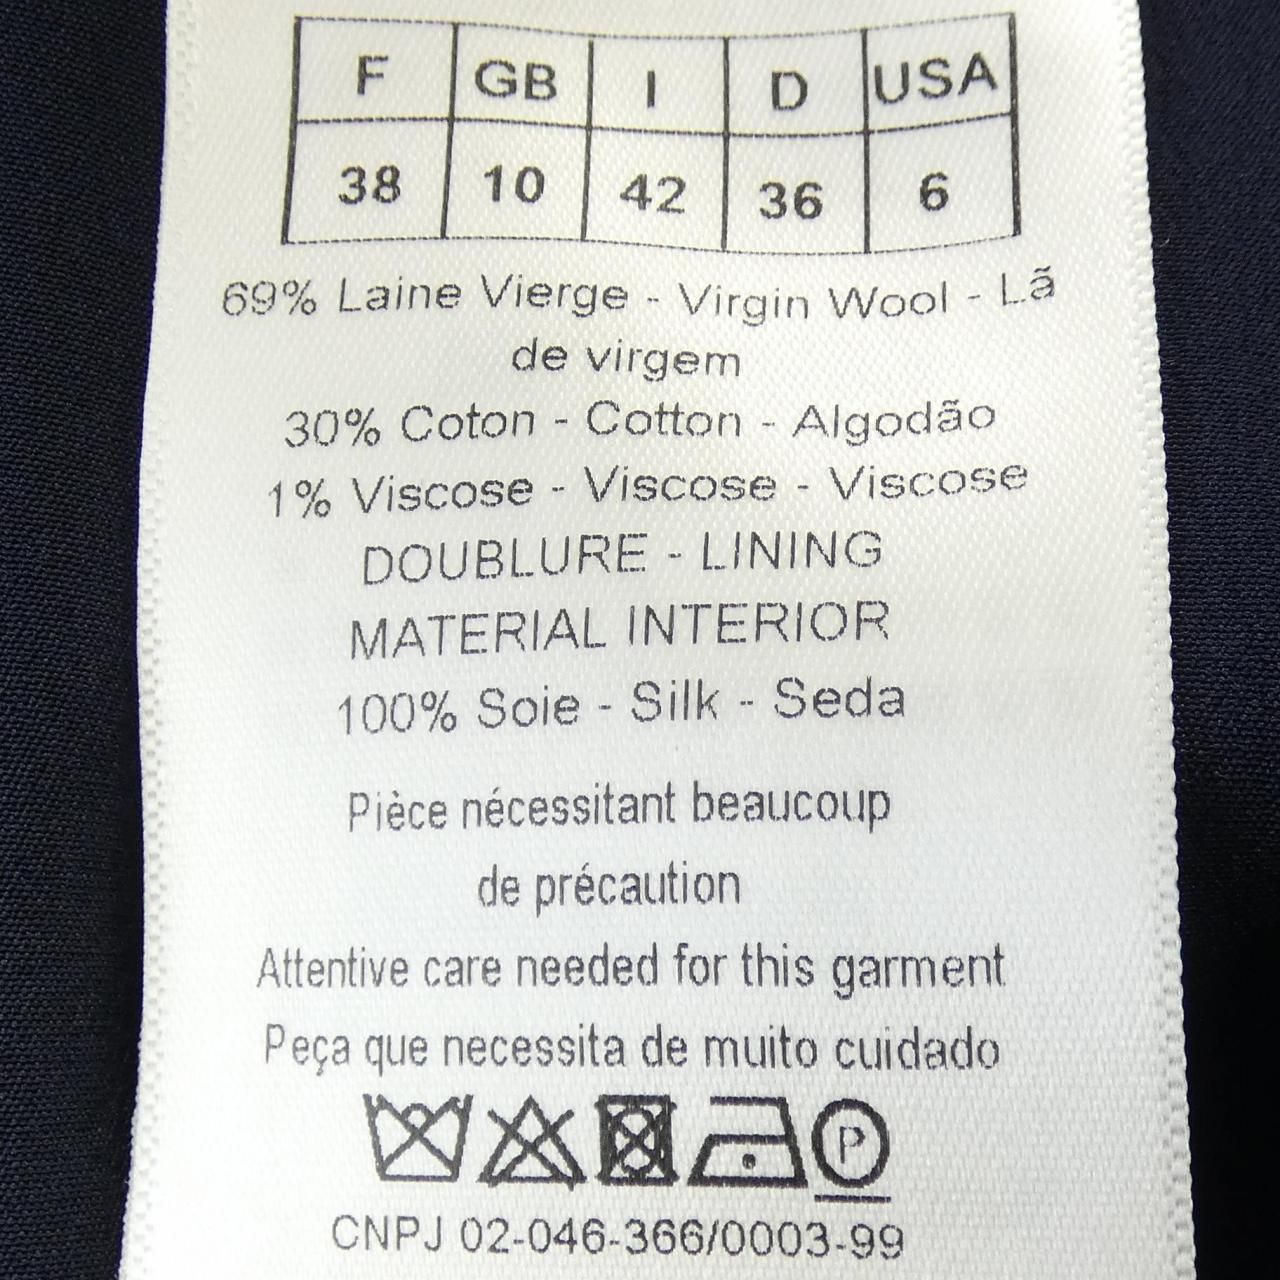 F GB I D USA
38 10 42 36 6
69% Laine Vierge - Virgin Wool - Lã
de virgem
30% Coton - Cotton - Algodão
1% Viscose - Viscose - Viscose
DOUBLURE - LINING
MATERIAL INTERIOR
100% Soie - Silk - Seda
Pièce nécessitant beaucoup
de précaution
Attentive care needed for this garment
Peça que necessita de muito cuidado
P
CNPJ 02-046-366/0003-99